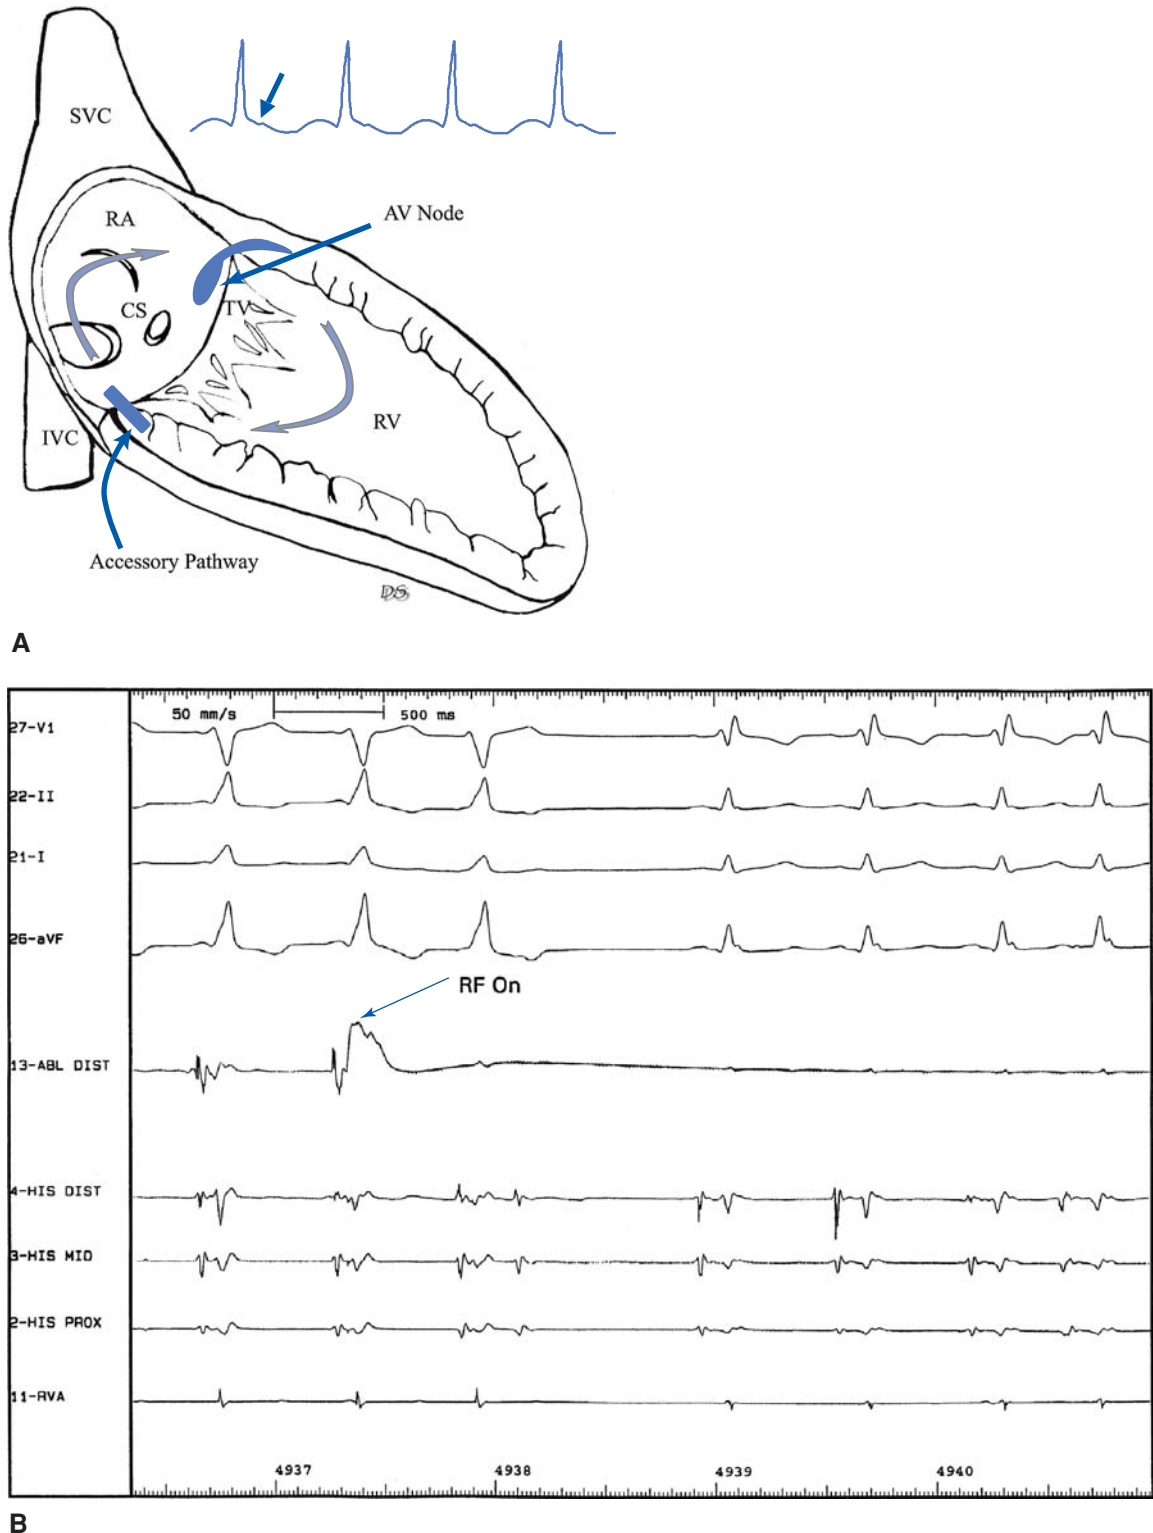 SVC
RA
AV Node
CS
TV
RV
IVC
Accessory Pathway
DS
A
50 mm/s
500 ms
27-V1
22-II
21-I
26-aVF
RF On
13-ABL DIST
4-HIS DIST
3-HIS MID
2-HIS PROX
11-RVA
4937
4938
4939
4940
B